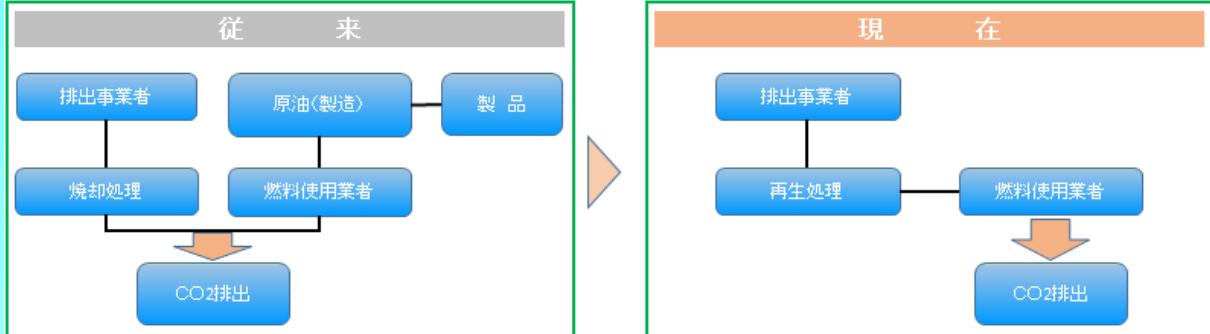 従　来
排出事業者
原油(製造)
製 品
焼却処理
燃料使用業者
CO2排出
現　在
排出事業者
再生処理
燃料使用業者
CO2排出